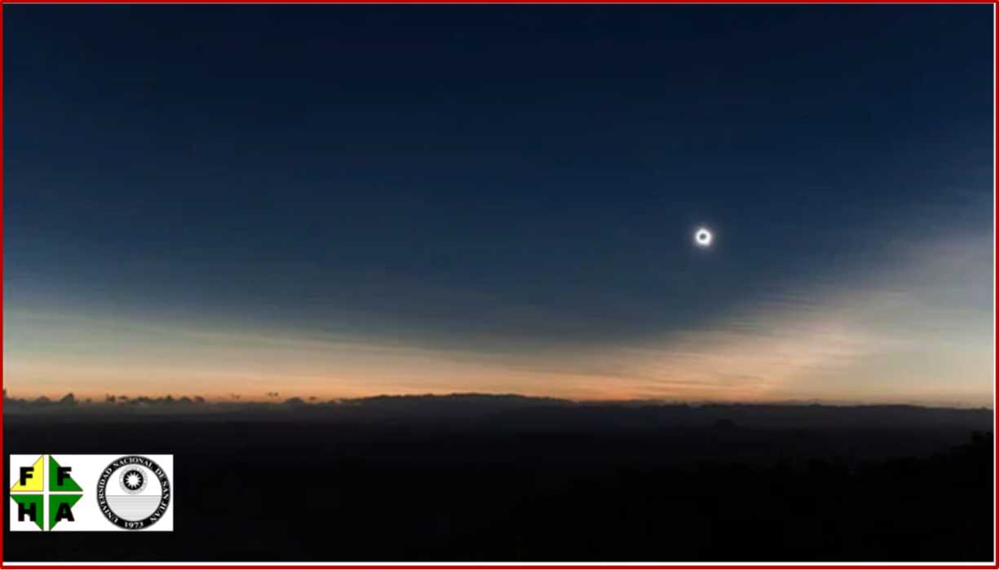 F F
H A
UNIVERSIDAD NACIONAL DE SAN JUAN
1973